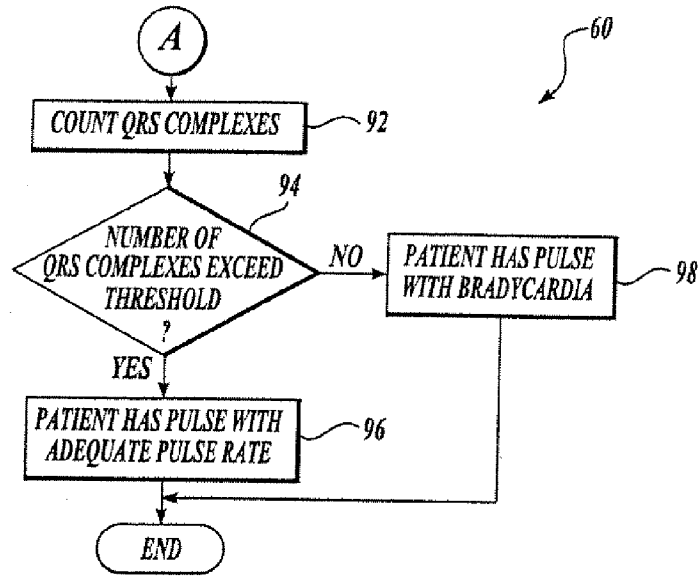 A
60
COUNT QRS COMPLEXES
92
94
NUMBER OF
QRS COMPLEXES EXCEED
THRESHOLD
?
NO
PATIENT HAS PULSE
WITH BRADYCARDIA
98
YES
PATIENT HAS PULSE WITH
ADEQUATE PULSE RATE
96
END